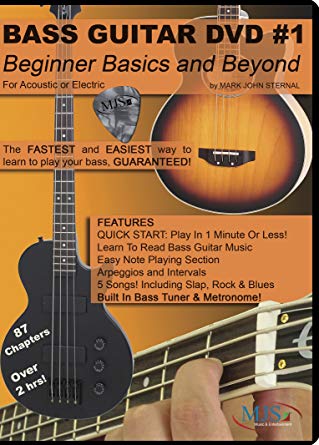 BASS GUITAR DVD #1
Beginner Basics and Beyond
For Acoustic or Electric
by MARK JOHN STERNAL
MJS
The FASTEST and EASIEST way to
learn to play your bass, GUARANTEED!
FEATURES
QUICK START: Play In 1 Minute Or Less!
Learn To Read Bass Guitar Music
Easy Note Playing Section
Arpeggios and Intervals
5 Songs! Including Slap, Rock & Blues
Built In Bass Tuner & Metronome!
87
Chapters
Over
2 hrs!
MJS
Music & Entertainment